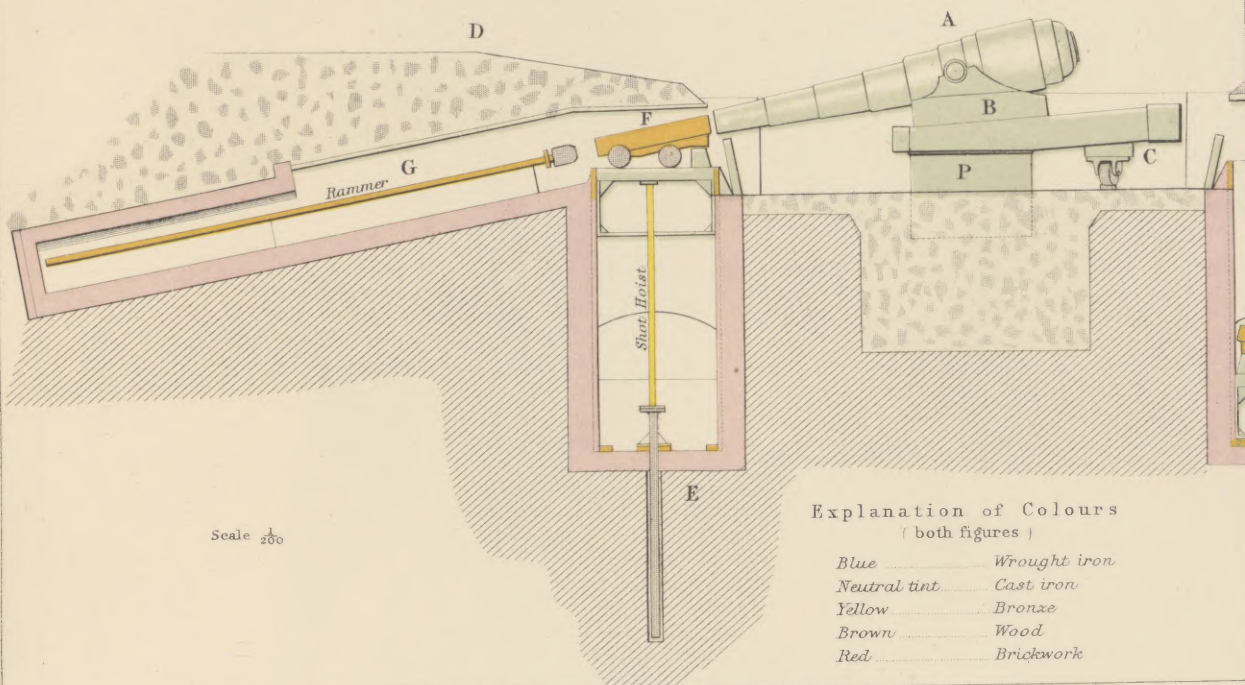 A
D
B
F
C
G
P
Rammer
Shot Hoist
E
Scale 1/200
Explanation of Colours
( both figures )
Blue ........ Wrought iron
Neutral tint ........ Cast iron
Yellow ........ Bronze
Brown ........ Wood
Red ........ Brickwork